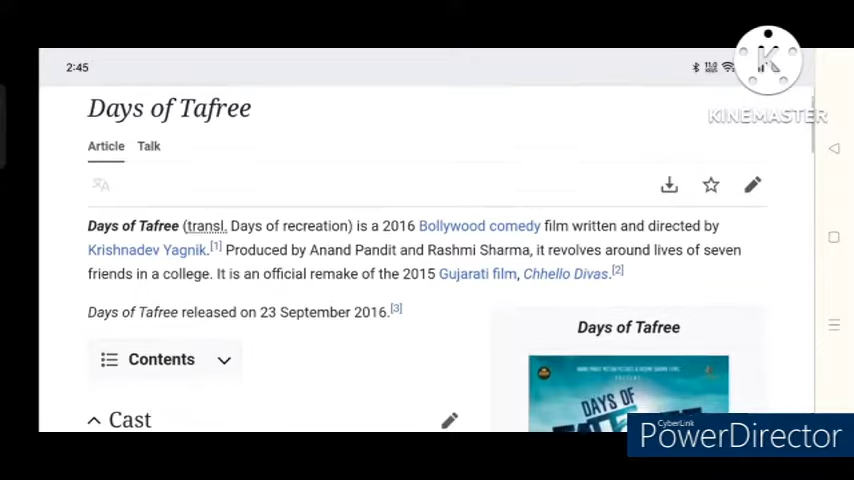 2:45
KINEMASTER
Days of Tafree
Article Talk
Days of Tafree (transl. Days of recreation) is a 2016 Bollywood comedy film written and directed by
Krishnadev Yagnik.[1] Produced by Anand Pandit and Rashmi Sharma, it revolves around lives of seven
friends in a college. It is an official remake of the 2015 Gujarati film, Chhello Divas.[2]
Days of Tafree released on 23 September 2016.[3]
Days of Tafree
Contents
DAYS OF
Cast
CyberLink
PowerDirector